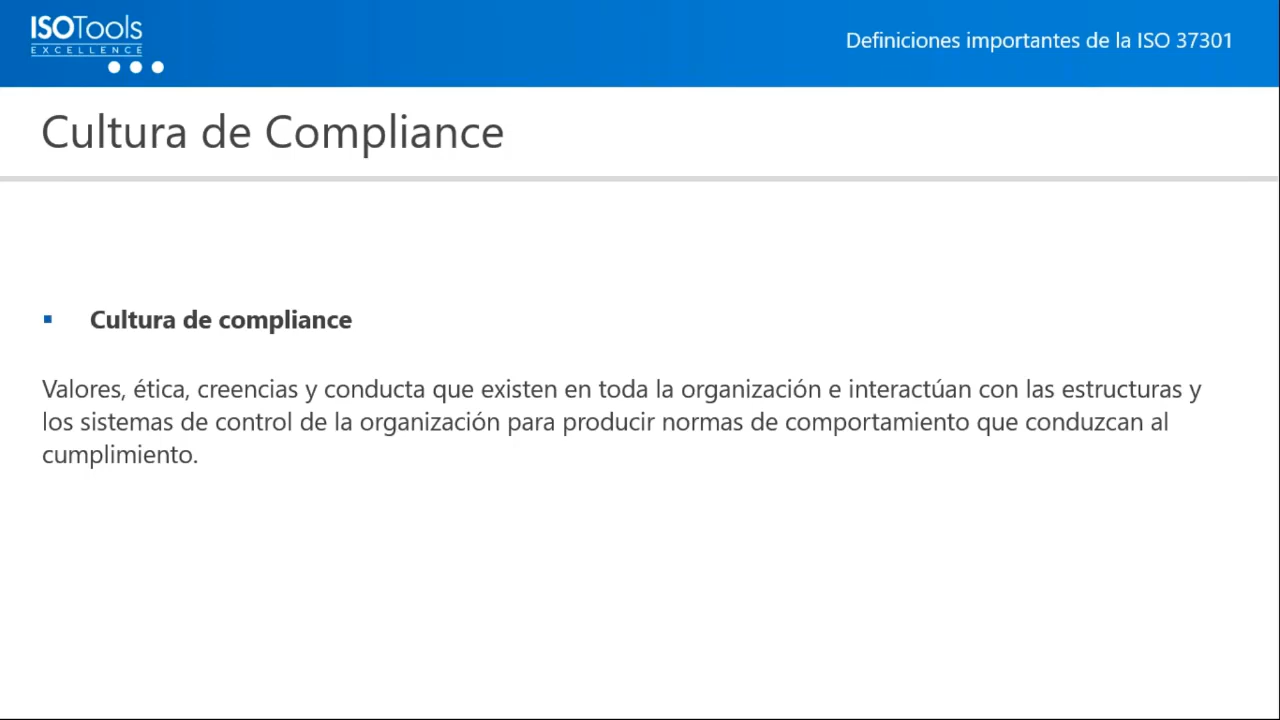 ISOTools
EXCELLENCE
Definiciones importantes de la ISO 37301
Cultura de Compliance
Cultura de compliance
Valores, ética, creencias y conducta que existen en toda la organización e interactúan con las estructuras y
los sistemas de control de la organización para producir normas de comportamiento que conduzcan al
cumplimiento.